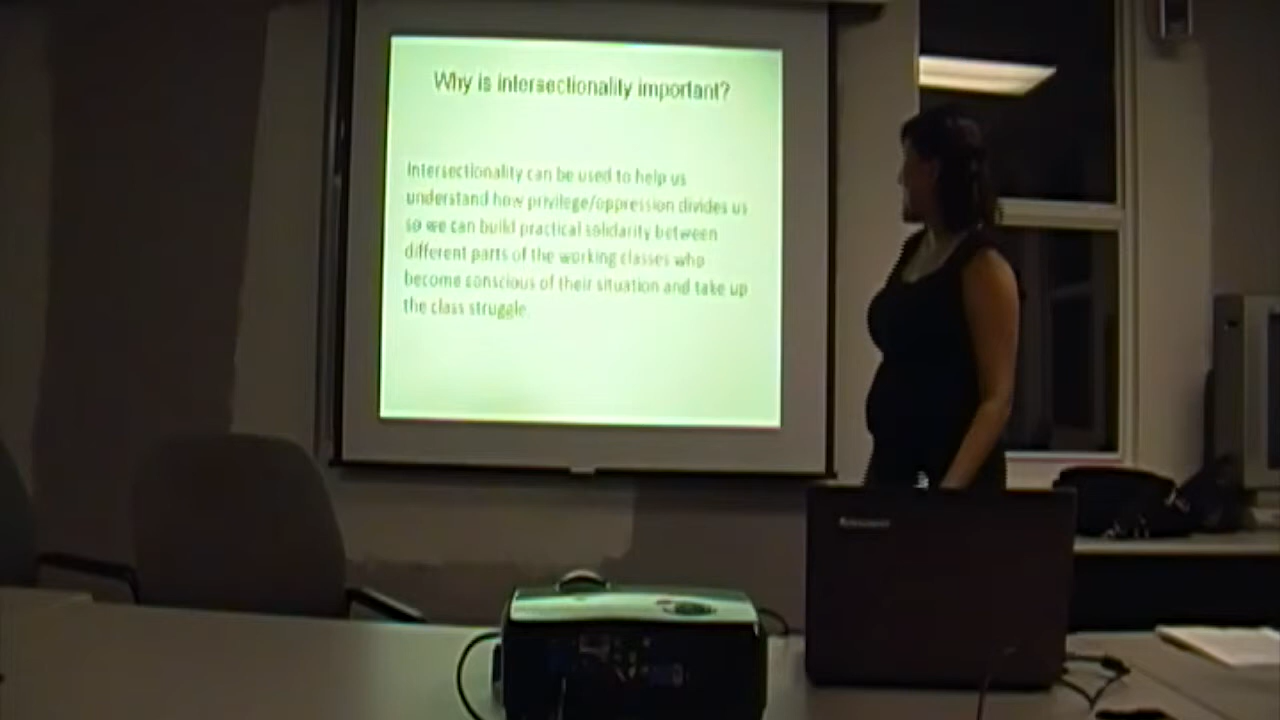 Why is intersectionality important?
Intersectionality can be used to help us
understand how privilege/oppression divides us
so we can build practical solidarity between
different parts of the working classes who
become conscious of their situation and take up
the class struggle.